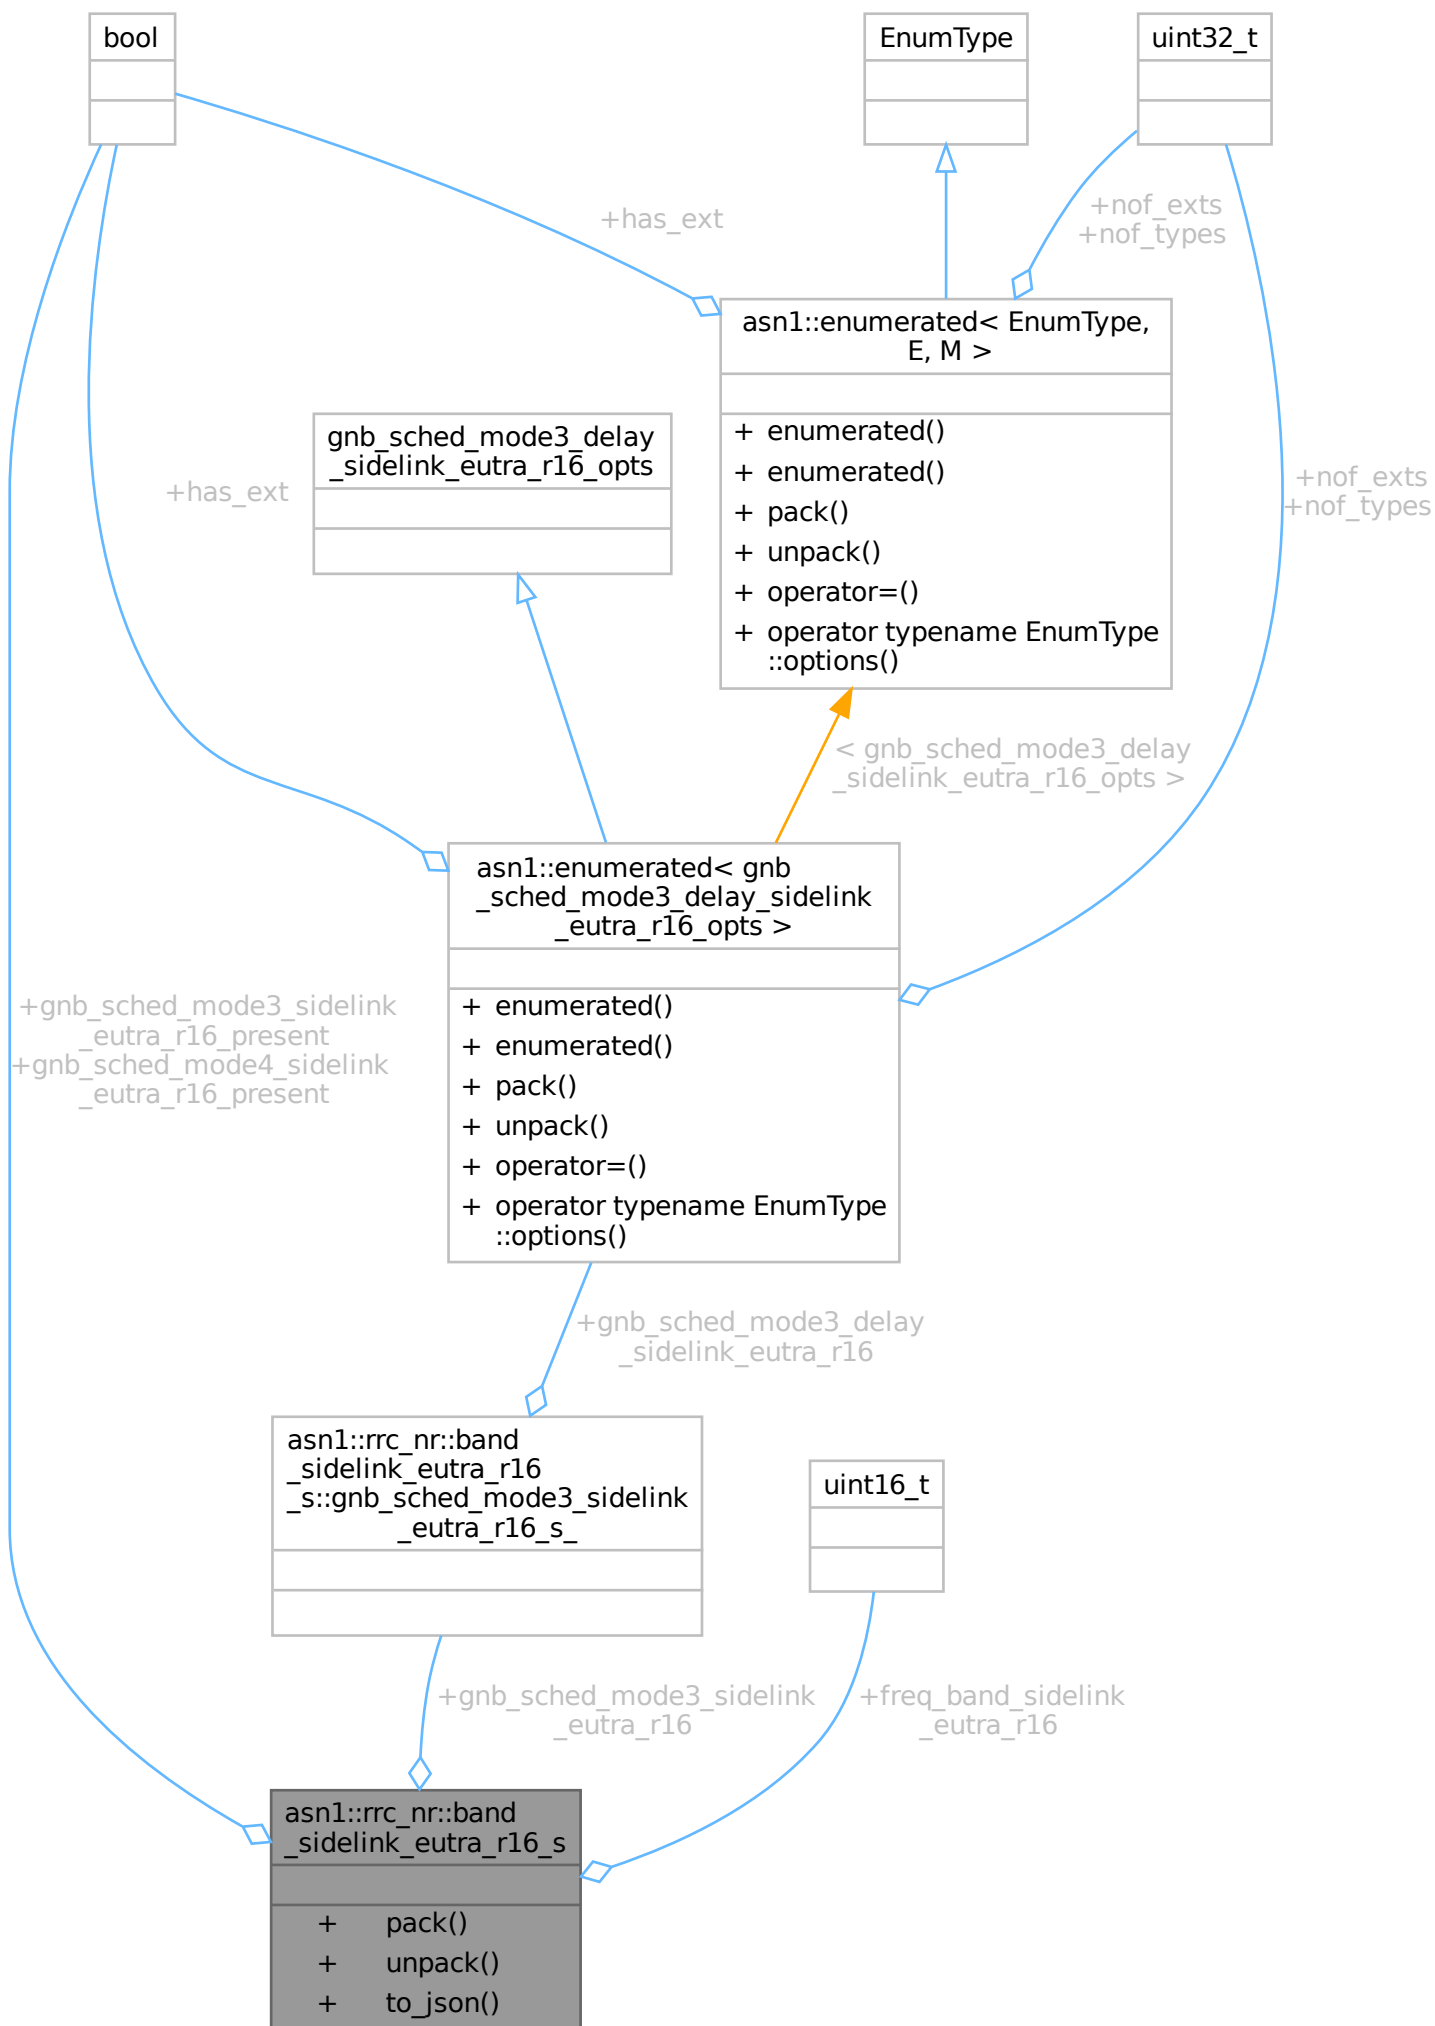 bool
EnumType
uint32_t
+has_ext
+nof_exts
+nof_types
asn1::enumerated< EnumType,
E, M >
+ enumerated()
+ enumerated()
+ pack()
+ unpack()
+ operator=()
+ operator typename EnumType
::options()
gnb_sched_mode3_delay
_sidelink_eutra_r16_opts
+has_ext
+nof_exts
+nof_types
< gnb_sched_mode3_delay
_sidelink_eutra_r16_opts >
asn1::enumerated< gnb
_sched_mode3_delay_sidelink
_eutra_r16_opts >
+ enumerated()
+ enumerated()
+ pack()
+ unpack()
+ operator=()
+ operator typename EnumType
::options()
+gnb_sched_mode3_sidelink
_eutra_r16_present
+gnb_sched_mode4_sidelink
_eutra_r16_present
+gnb_sched_mode3_delay
_sidelink_eutra_r16
asn1::rrc_nr::band
_sidelink_eutra_r16
_s::gnb_sched_mode3_sidelink
_eutra_r16_s_
uint16_t
+gnb_sched_mode3_sidelink
_eutra_r16
+freq_band_sidelink
_eutra_r16
asn1::rrc_nr::band
_sidelink_eutra_r16_s
+ pack()
+ unpack()
+ to_json()